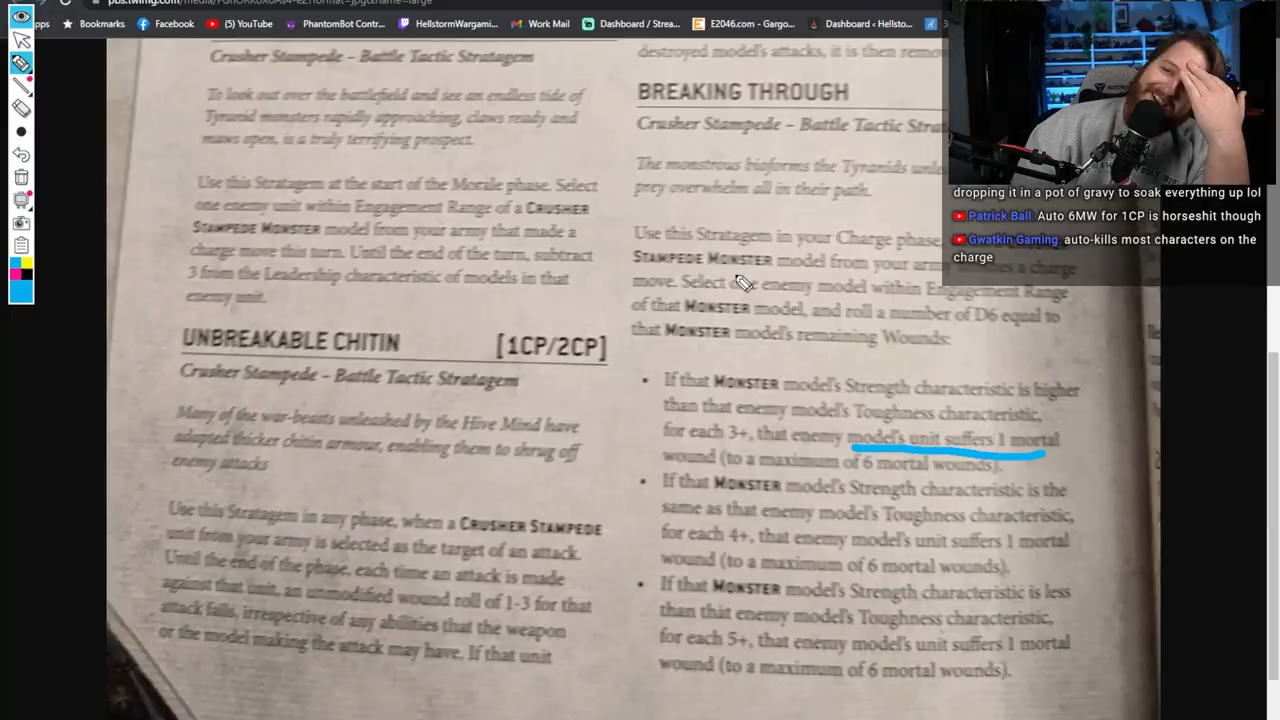 Bookmarks
Facebook
(5) YouTube
PhantomBot Contr...
HellstormWargami...
Work Mail
Dashboard / Strea...
E2046.com - Gargo...
Dashboard < Hellsto...
Crusher Stampede – Battle Tactic Stratagem
To look out over the battlefield and see an endless tide of
Tyranid monsters rapidly approaching, claws ready and
maws open, is a truly terrifying prospect.
Use this Stratagem at the start of the Morale phase. Select
one enemy unit within Engagement Range of a CRUSHER
STAMPEDE MONSTER model from your army that made a
charge move this turn. Until the end of the turn, subtract
3 from the Leadership characteristic of models in that
enemy unit.
UNBREAKABLE CHITIN [1CP/2CP]
Crusher Stampede – Battle Tactic Stratagem
Many of the war-beasts unleashed by the Hive Mind have
adapted thicker chitin armour, enabling them to shrug off
enemy attacks
Use this Stratagem in any phase, when a CRUSHER STAMPEDE
unit from your army is selected as the target of an attack.
Until the end of the phase, each time an attack is made
against that unit, an unmodified wound roll of 1-3 for that
attack fails, irrespective of any abilities that the weapon
or the model making the attack may have. If that unit
destroyed model's attacks, it is then remov
BREAKING THROUGH
Crusher Stampede – Battle Tactic Strat
The monstrous bioforms the Tyranids
prey overwhelm all in their path.
Use this Stratagem in your Charge phase,
STAMPEDE MONSTER model from your army makes a charge
move. Select one enemy model within Engagement Range
of that MONSTER model, and roll a number of D6 equal to
that MONSTER model's remaining Wounds:
• If that MONSTER model's Strength characteristic is higher
than that enemy model's Toughness characteristic,
for each 3+, that enemy model's unit suffers 1 mortal
wound (to a maximum of 6 mortal wounds).
• If that MONSTER model's Strength characteristic is the
same as that enemy model's Toughness characteristic,
for each 4+, that enemy model's unit suffers 1 mortal
wound (to a maximum of 6 mortal wounds).
• If that MONSTER model's Strength characteristic is less
than that enemy model's Toughness characteristic,
for each 5+, that enemy model's unit suffers 1 mortal
wound (to a maximum of 6 mortal wounds).
dropping it in a pot of gravy to soak everything up lol
Patrick Ball. Auto 6MW for 1CP is horseshit though
Gwatkin Gaming. auto-kills most characters on the
charge